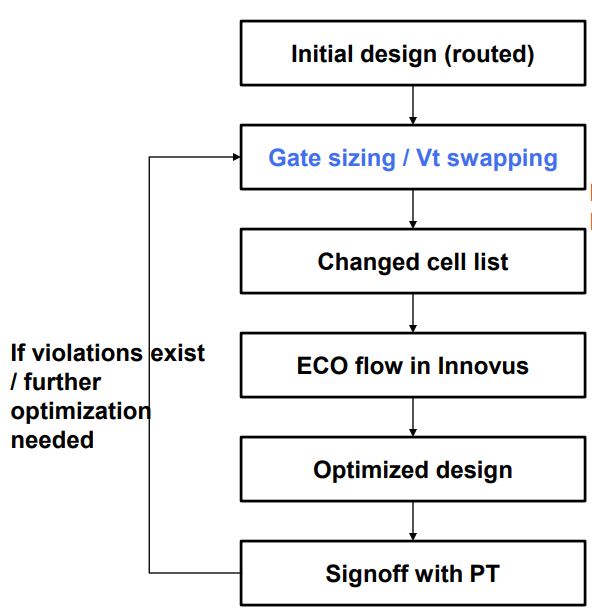 Initial design (routed)
Gate sizing / Vt swapping
Changed cell list
ECO flow in Innovus
If violations exist
/ further
optimization
needed
Optimized design
Signoff with PT